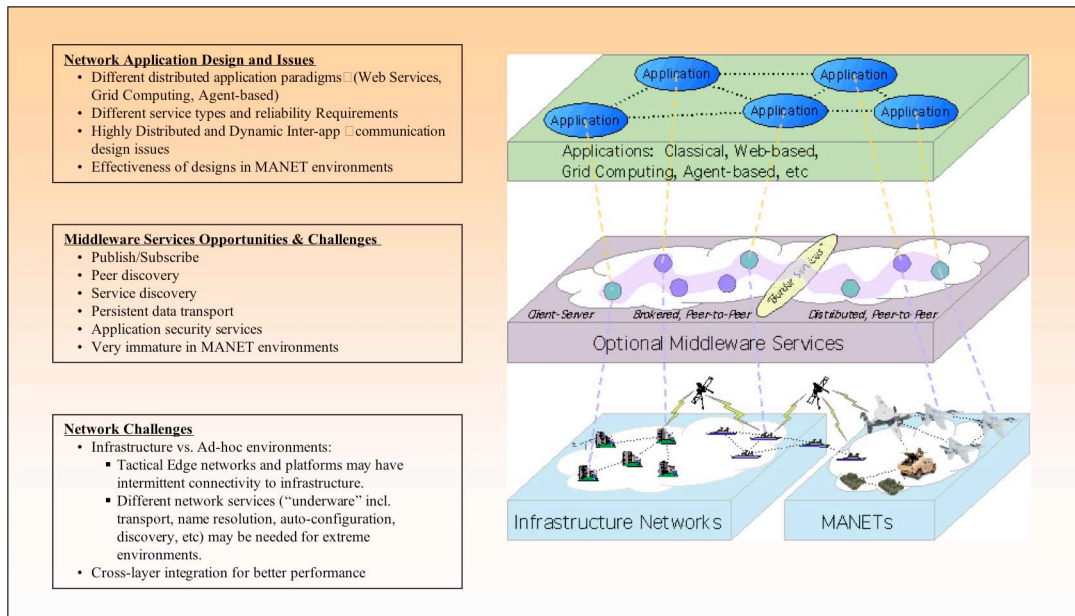 Network Application Design and Issues
• Different distributed application paradigms□(Web Services,
Grid Computing, Agent-based)
• Different service types and reliability Requirements
• Highly Distributed and Dynamic Inter-app □communication
design issues
• Effectiveness of designs in MANET environments
Middleware Services Opportunities & Challenges
• Publish/Subscribe
• Peer discovery
• Service discovery
• Persistent data transport
• Application security services
• Very immature in MANET environments
Network Challenges
• Infrastructure vs. Ad-hoc environments:
▪ Tactical Edge networks and platforms may have
intermittent connectivity to infrastructure.
▪ Different network services (“underware” incl.
transport, name resolution, auto-configuration,
discovery, etc) may be needed for extreme
environments.
• Cross-layer integration for better performance
Application
Application
Application
Application
Application
Applications: Classical, Web-based,
Grid Computing, Agent-based, etc
"Border Services"
Client-Server
Brokered, Peer-to-Peer
Distributed, Peer-to-Peer
Optional Middleware Services
Infrastructure Networks
MANETs